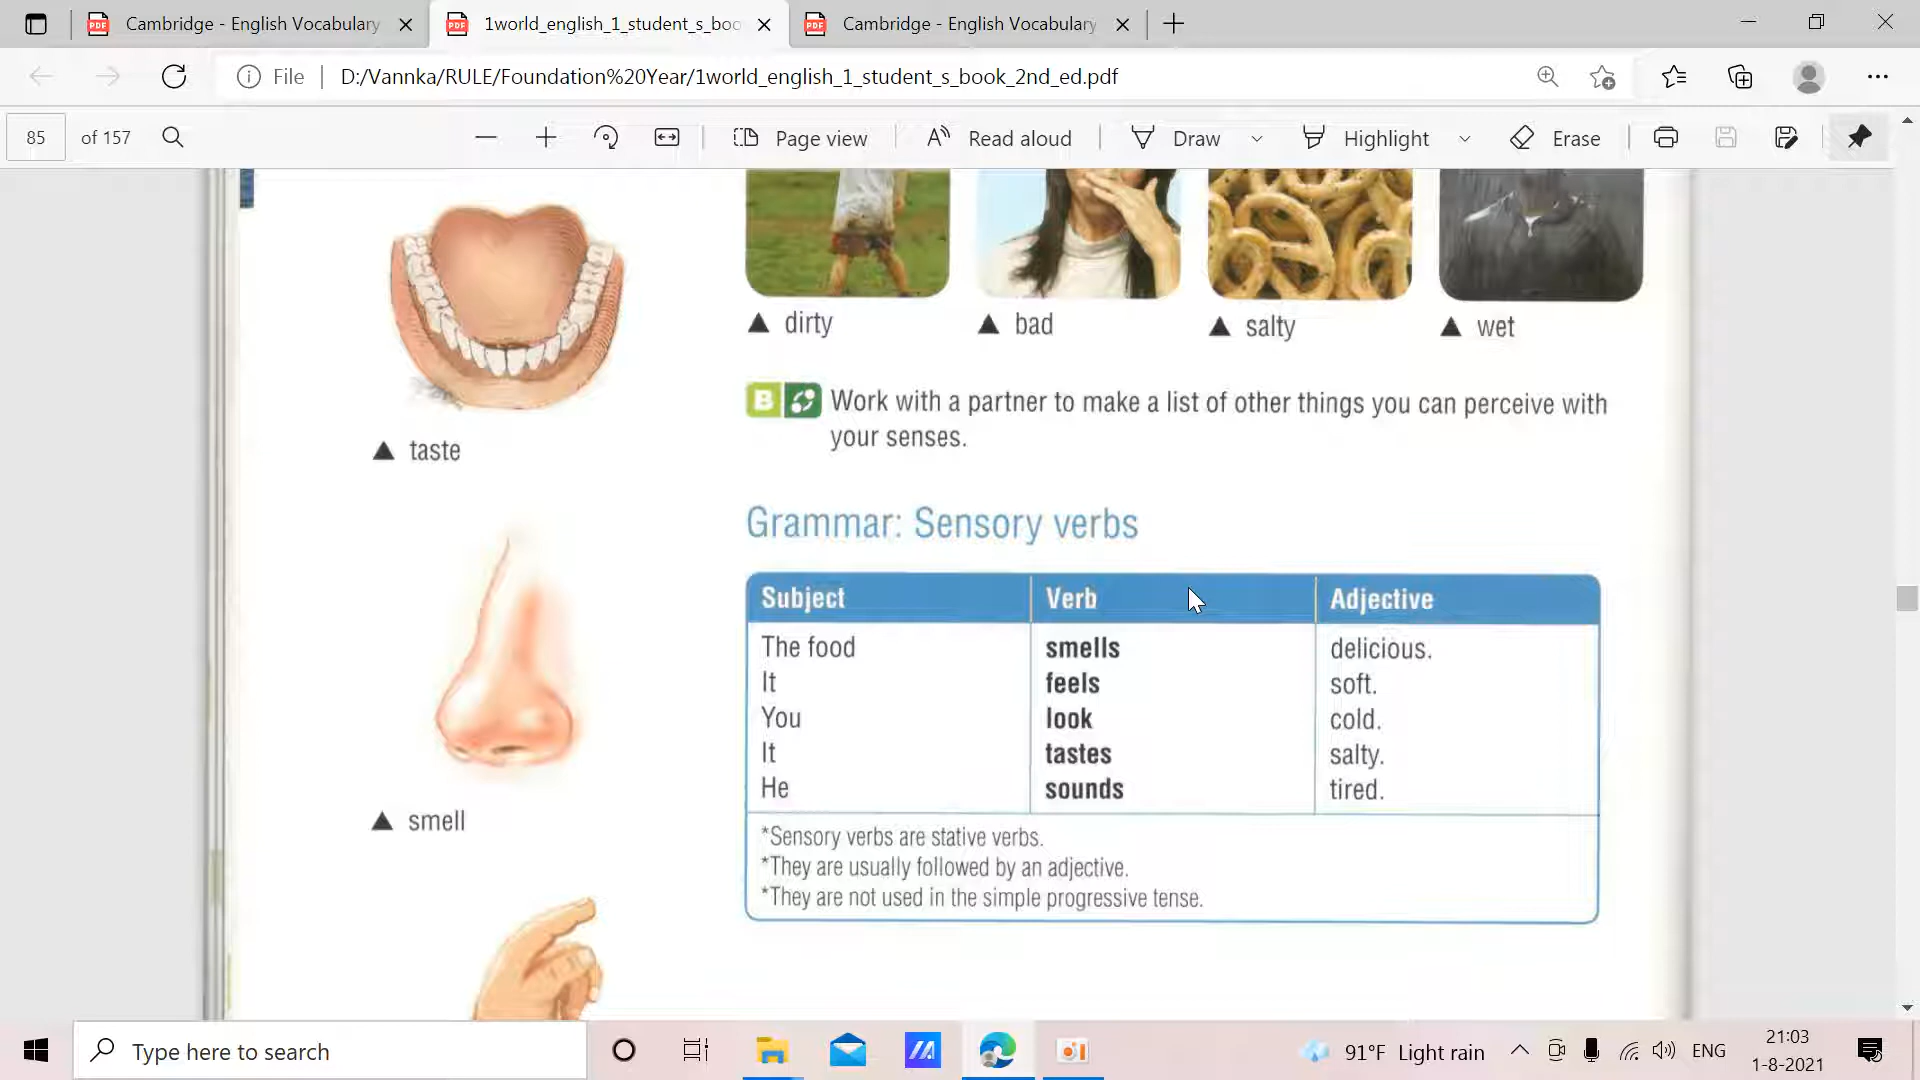 Cambridge - English Vocabulary
1world_english_1_student_s_boo
Cambridge - English Vocabulary
File
D:/Vannka/RULE/Foundation%20Year/1world_english_1_student_s_book_2nd_ed.pdf
85 of 157
Page view
Read aloud
Draw
Highlight
Erase
▲ dirty
▲ bad
▲ salty
▲ wet
B Work with a partner to make a list of other things you can perceive with
your senses.
▲ taste
Grammar: Sensory verbs
Subject Verb Adjective
The food smells delicious.
It feels soft.
You look cold.
It tastes salty.
He sounds tired.
▲ smell
*Sensory verbs are stative verbs.
*They are usually followed by an adjective.
*They are not used in the simple progressive tense.
Type here to search
91°F Light rain
ENG
21:03
1-8-2021